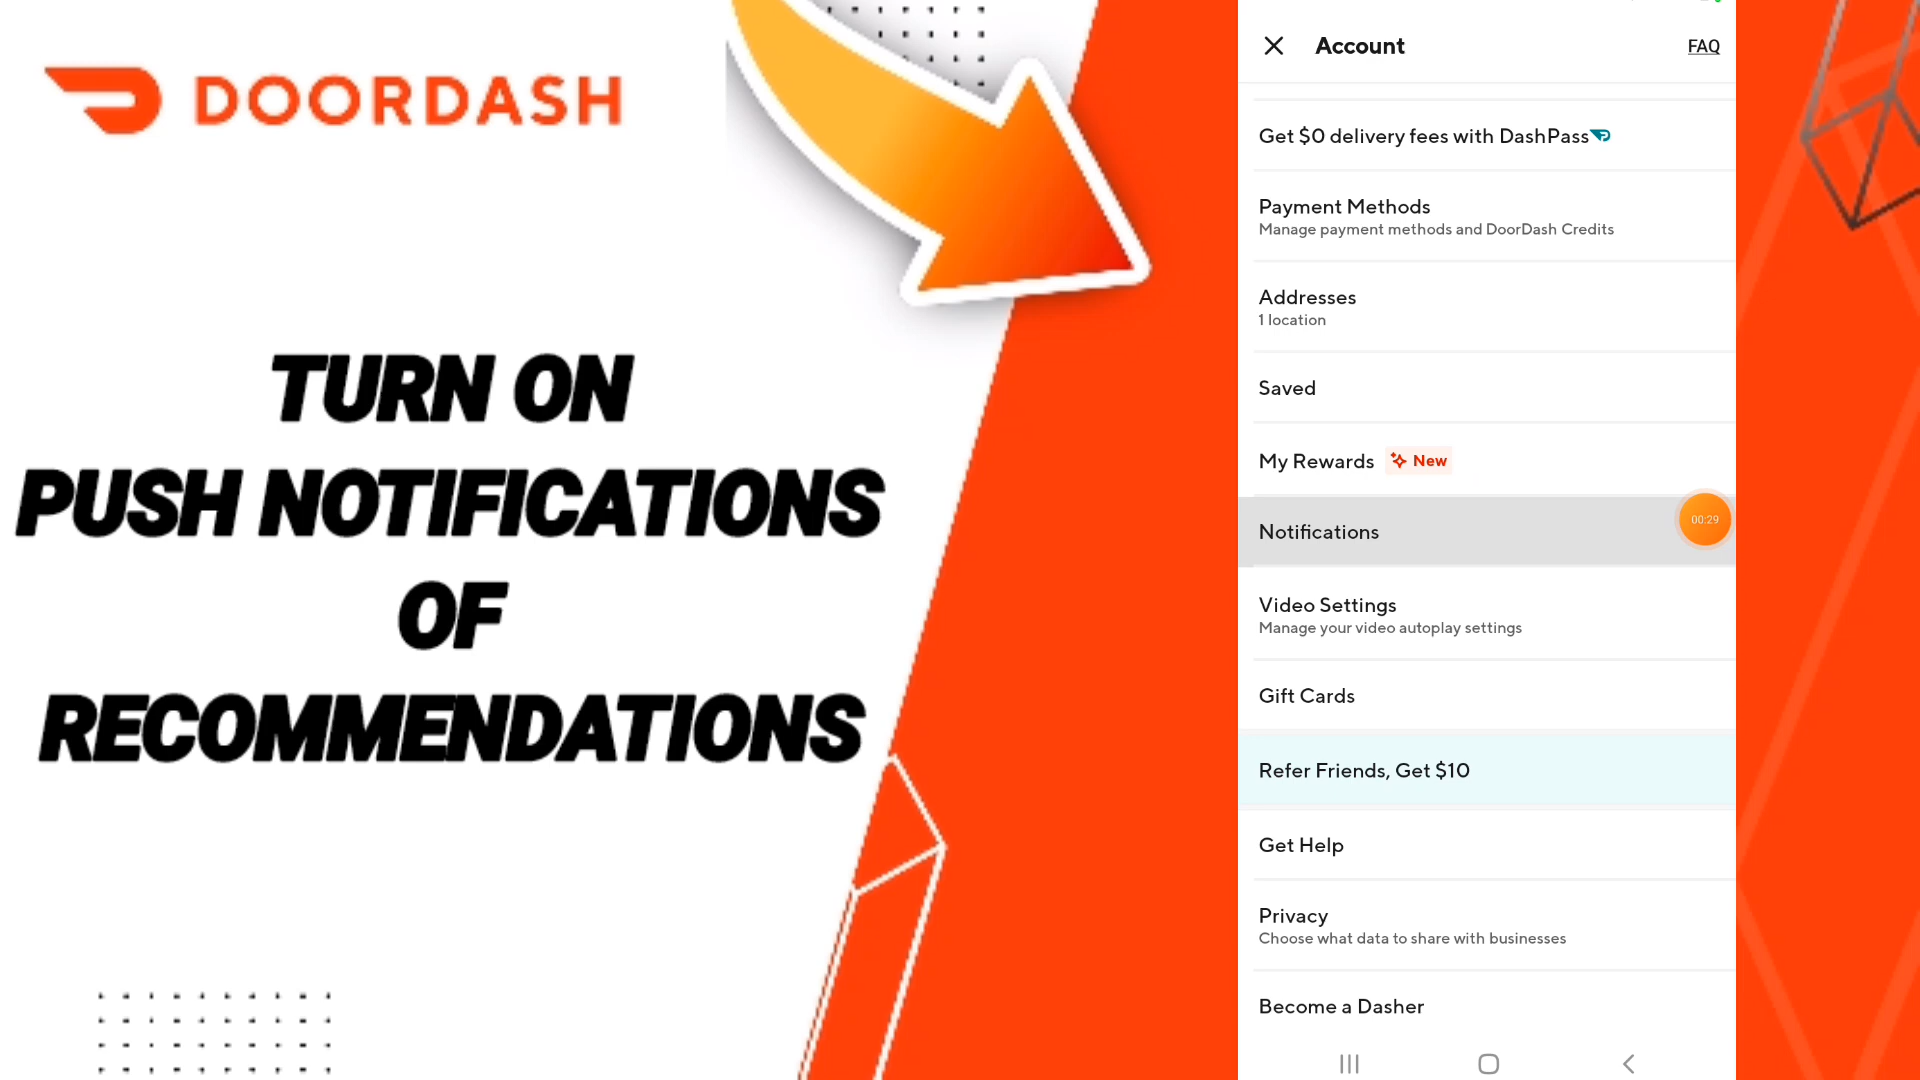 DOORDASH
TURN ON
PUSH NOTIFICATIONS
OF
RECOMMENDATIONS
Account
FAQ
Get $0 delivery fees with DashPass
Payment Methods
Manage payment methods and DoorDash Credits
Addresses
1 location
Saved
My Rewards New
Notifications
00:29
Video Settings
Manage your video autoplay settings
Gift Cards
Refer Friends, Get $10
Get Help
Privacy
Choose what data to share with businesses
Become a Dasher